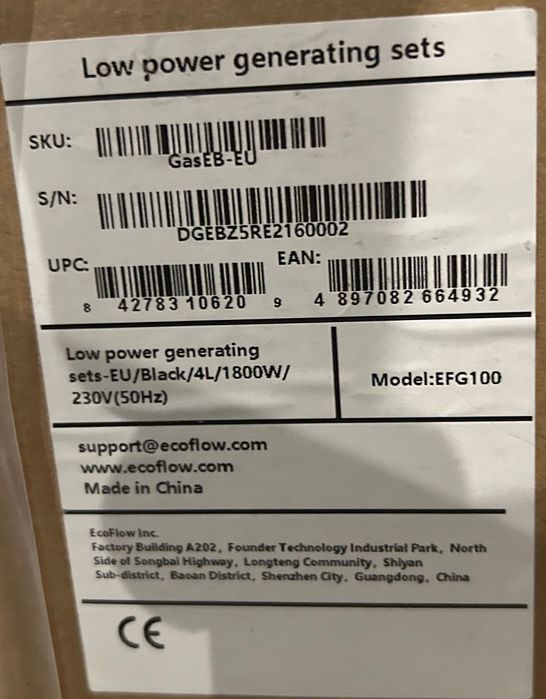 Low power generating sets
SKU:
GasEB-EU
S/N:
DGEBZ5RE2160002
UPC:
8 42783 10620 9
EAN:
4 897082 664932
Low power generating
sets-EU/Black/4L/1800W/
230V(50Hz)
Model:EFG100
support@ecoflow.com
www.ecoflow.com
Made in China
EcoFlow Inc.
Factory Building A202, Founder Technology Industrial Park, North
Side of Songbai Highway, Longteng Community, Shiyan
Sub-district, Baoan District, Shenzhen City, Guangdong, China
CE